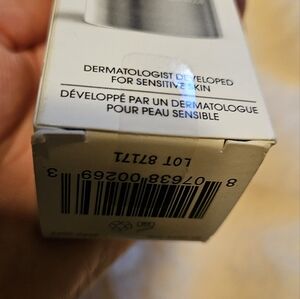 DERMATOLOGIST DEVELOPED
FOR SENSITIVE SKIN
DÉVELOPPÉ PAR UN DERMATOLOGUE
POUR PEAU SENSIBLE
LOT 87171
8 07638 00269 3